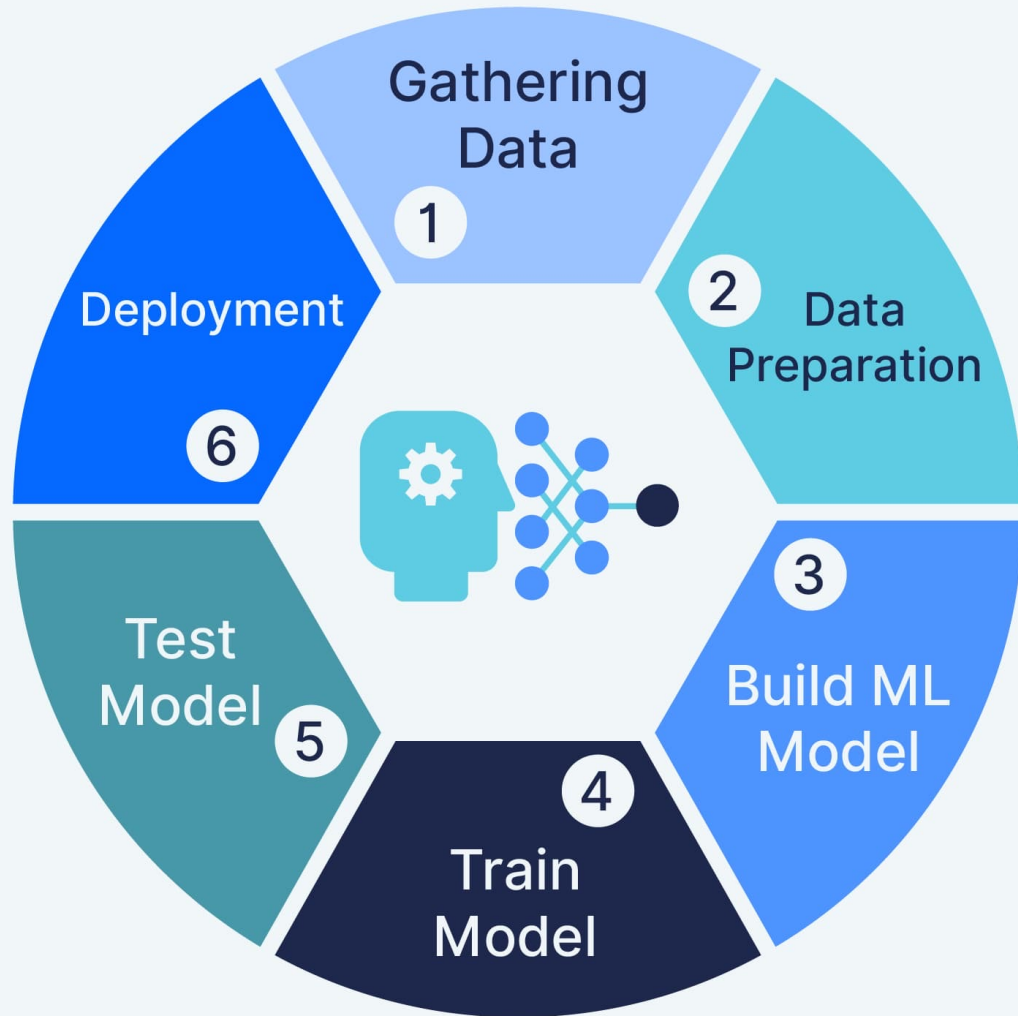 Gathering
Data
1
2
Data
Preparation
3
Build ML
Model
4
Train
Model
Test
Model
5
Deployment
6